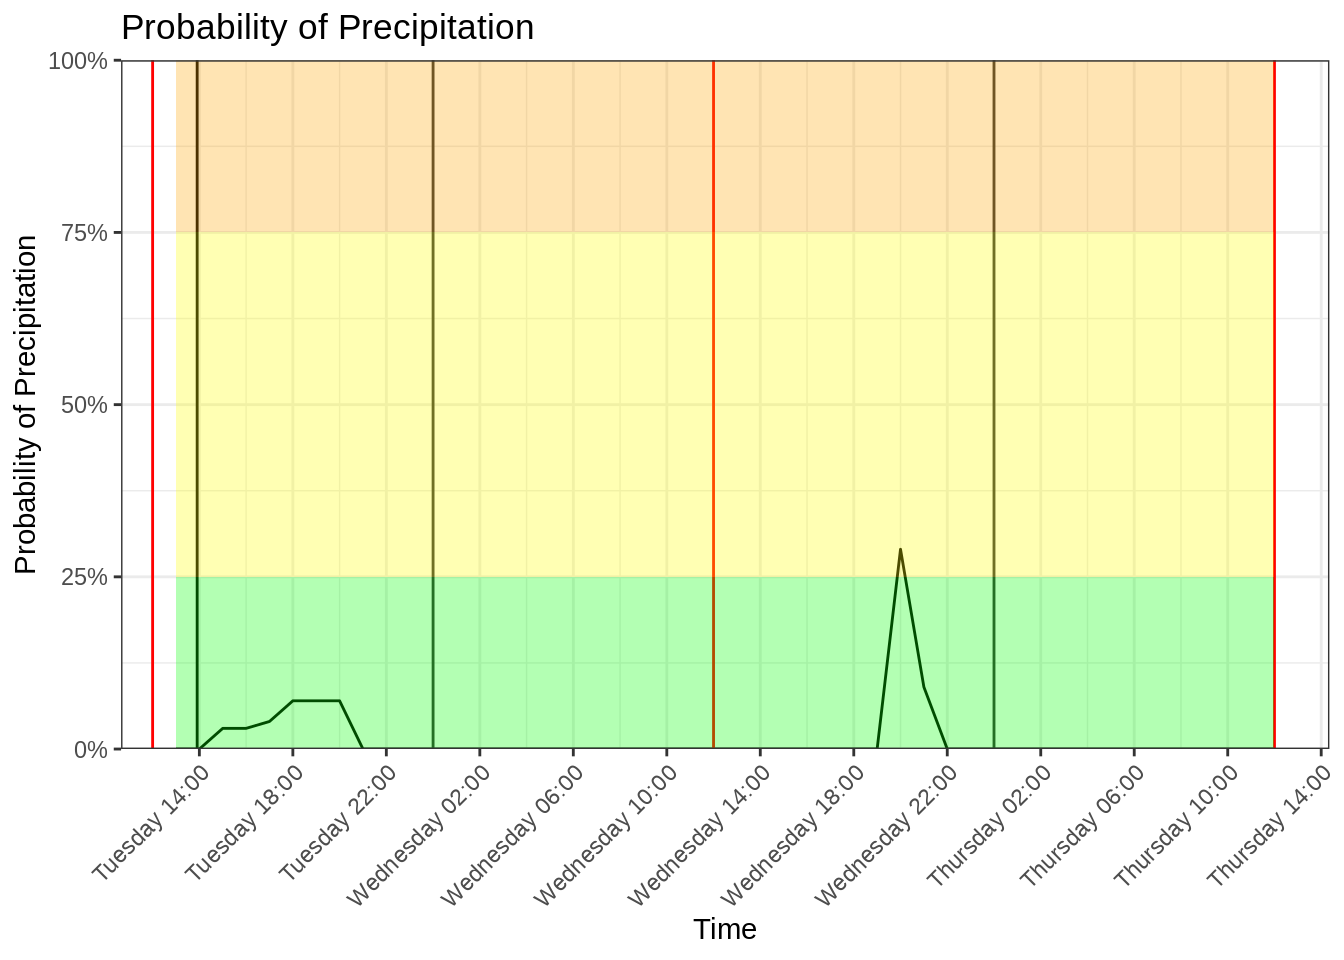 Probability of Precipitation
Probability of Precipitation
100%
75%
50%
25%
0%
Tuesday 14:00
Tuesday 18:00
Tuesday 22:00
Wednesday 02:00
Wednesday 06:00
Wednesday 10:00
Wednesday 14:00
Wednesday 18:00
Wednesday 22:00
Thursday 02:00
Thursday 06:00
Thursday 10:00
Thursday 14:00
Time